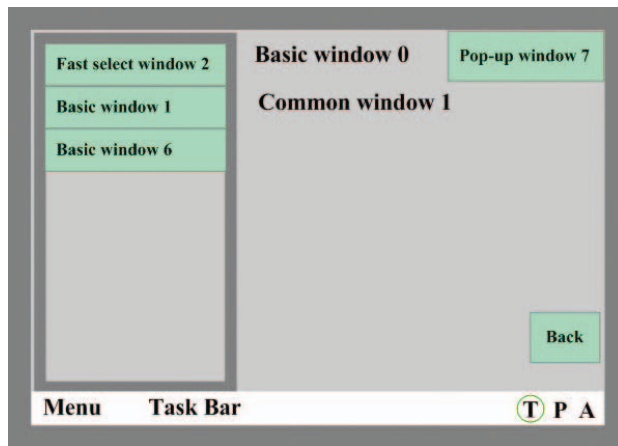 Fast select window 2
Basic window 1
Basic window 6
Basic window 0
Pop-up window 7
Common window 1
Back
Menu
Task Bar
T P A